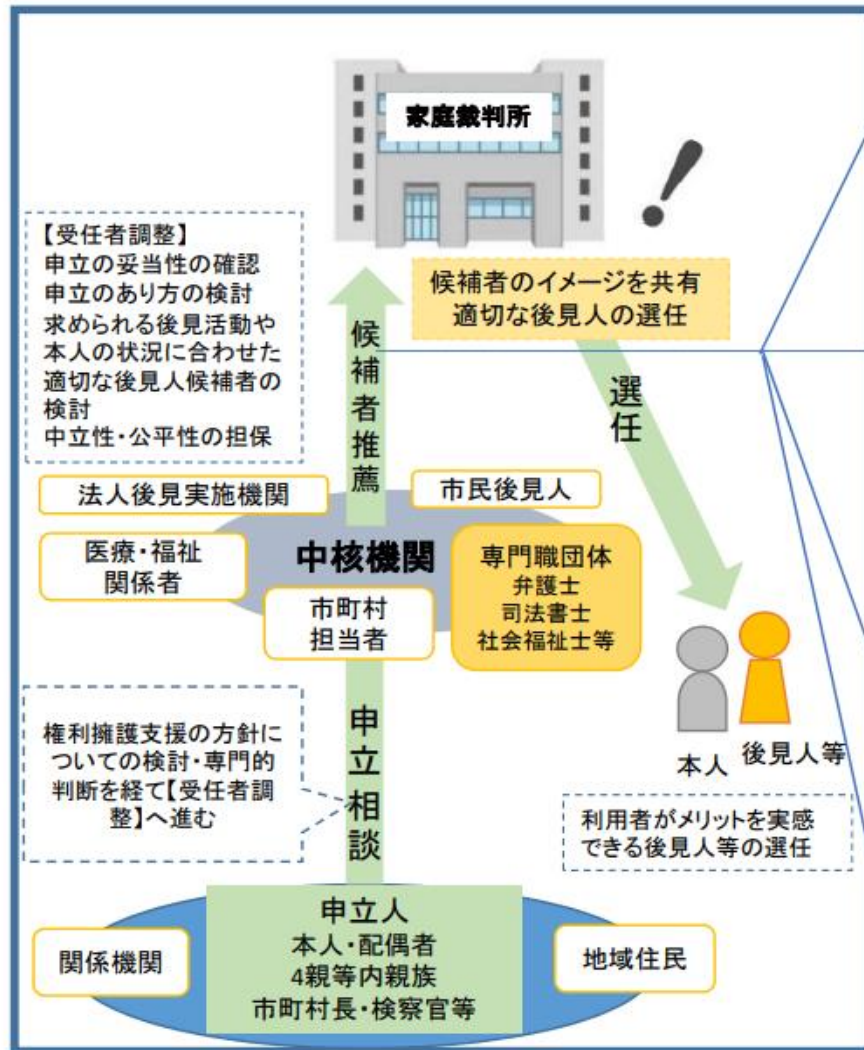 家庭裁判所
【受任者調整】
申立の妥当性の確認
申立のあり方の検討
求められる後見活動や
本人の状況に合わせた
適切な後見人候補者の
検討
中立性・公平性の担保
候補者推薦
候補者のイメージを共有
適切な後見人の選任
選任
法人後見実施機関
市民後見人
医療・福祉
関係者
中核機関
専門職団体
弁護士
司法書士
社会福祉士等
市町村
担当者
権利擁護支援の方針に
ついての検討・専門的
判断を経て【受任者調
整】へ進む
申立相談
本人
後見人等
利用者がメリットを実感
できる後見人等の選任
申立人
本人・配偶者
4親等内親族
市町村長・検察官等
関係機関
地域住民